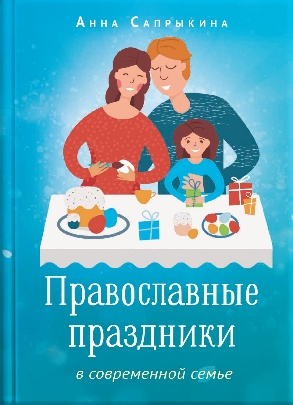 Анна Сапрыкина
Православные
праздники
в современной семье